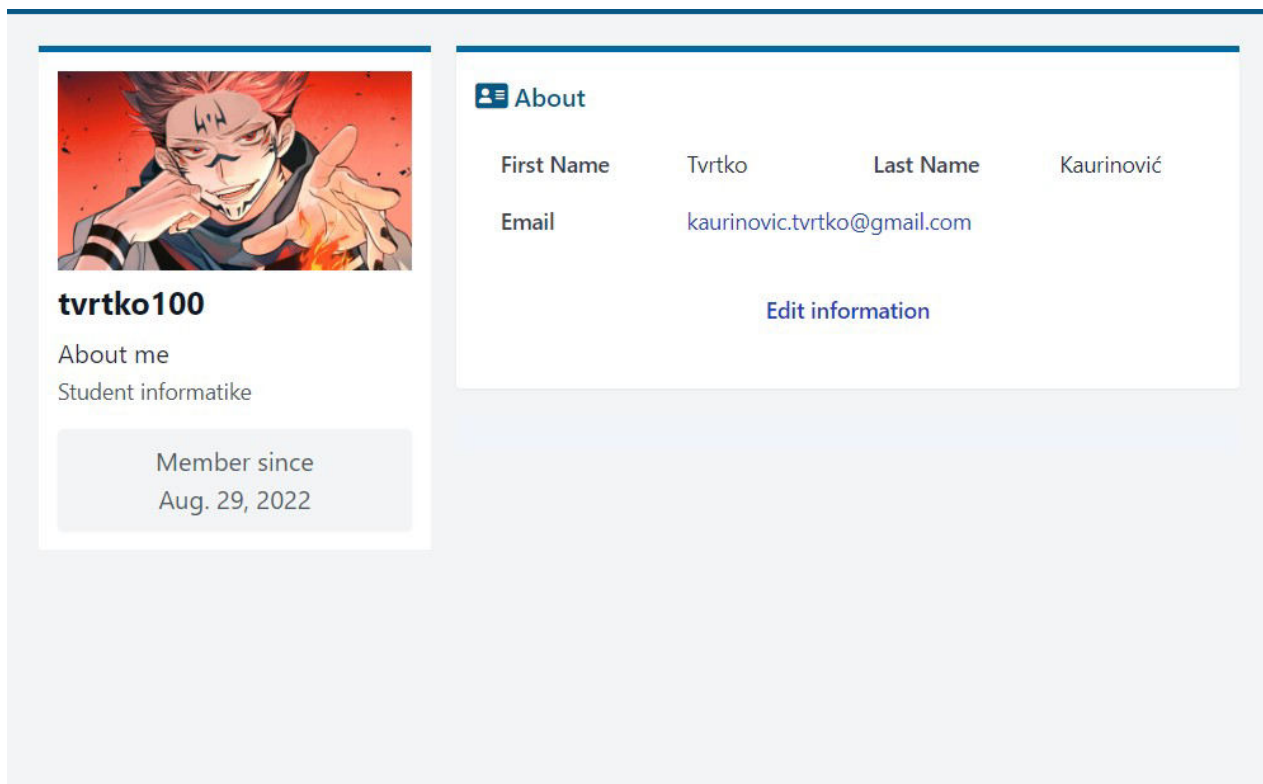 tvrtko100
About me
Student informatike
Member since
Aug. 29, 2022
About
First Name Tvrtko Last Name Kaurinović
Email kaurinovic.tvrtko@gmail.com
Edit information